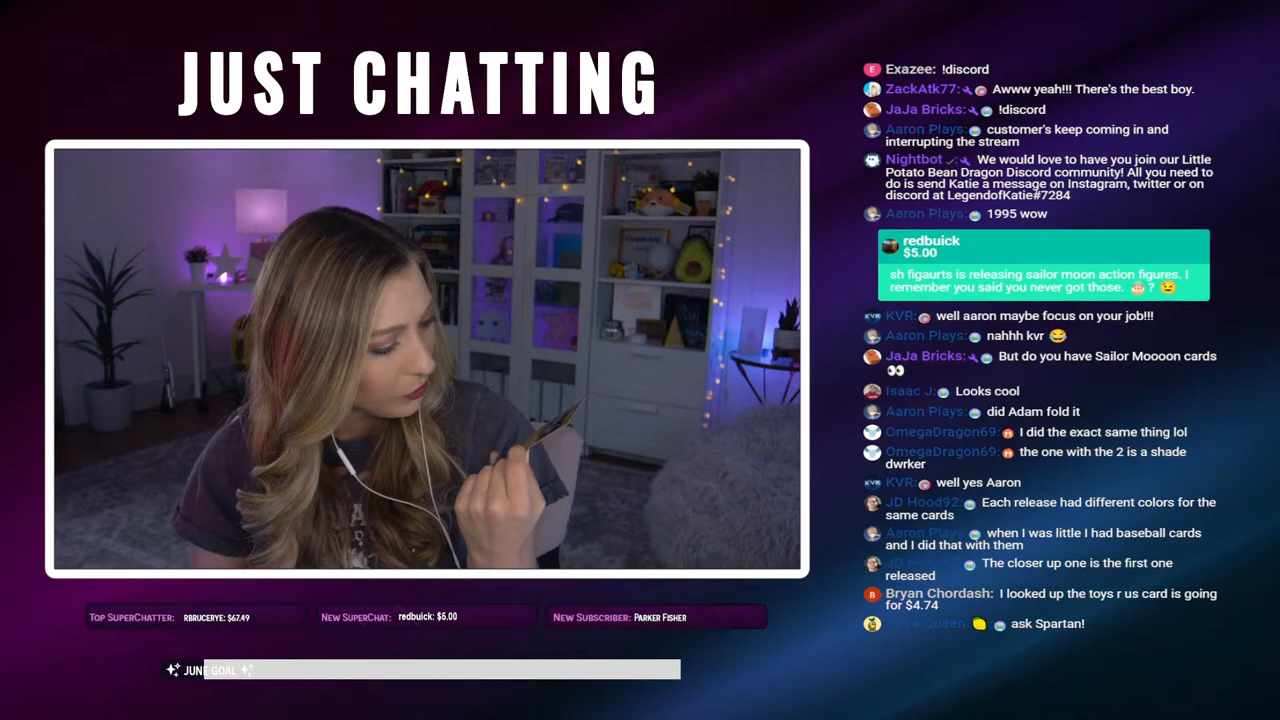 JUST CHATTING
Exazee: !discord
ZackAtk77: Awww yeah!!! There's the best boy.
JaJa Bricks: !discord
Aaron Plays: customer's keep coming in and
interrupting the stream
Nightbot: We would love to have you join our Little
Potato Bean Dragon Discord community! All you need to
do is send Katie a message on Instagram, twitter or on
discord at LegendofKatie#7284
Aaron Plays: 1995 wow
redbuick
$5.00
sh figaurts is releasing sailor moon action figures. I
remember you said you never got those. 🎂? 😉
KVR: well aaron maybe focus on your job!!!
Aaron Plays: nahhh kvr 😂
JaJa Bricks: But do you have Sailor Moooon cards
👀
Isaac J: Looks cool
Aaron Plays: did Adam fold it
OmegaDragon69: I did the exact same thing lol
OmegaDragon69: the one with the 2 is a shade
dwrker
KVR: well yes Aaron
JD Hood92: Each release had different colors for the
same cards
Aaron Plays: when I was little I had baseball cards
and I did that with them
JD The closer up one is the first one
released
Bryan Chordash: I looked up the toys r us card is going
for $4.74
Queen 🍋 ask Spartan!
TOP SUPERCHATTER: RBRUCERYE: $67.49
NEW SUPERCHAT: redbuick: $5.00
NEW SUBSCRIBER: PARKER FISHER
JUNE GOAL